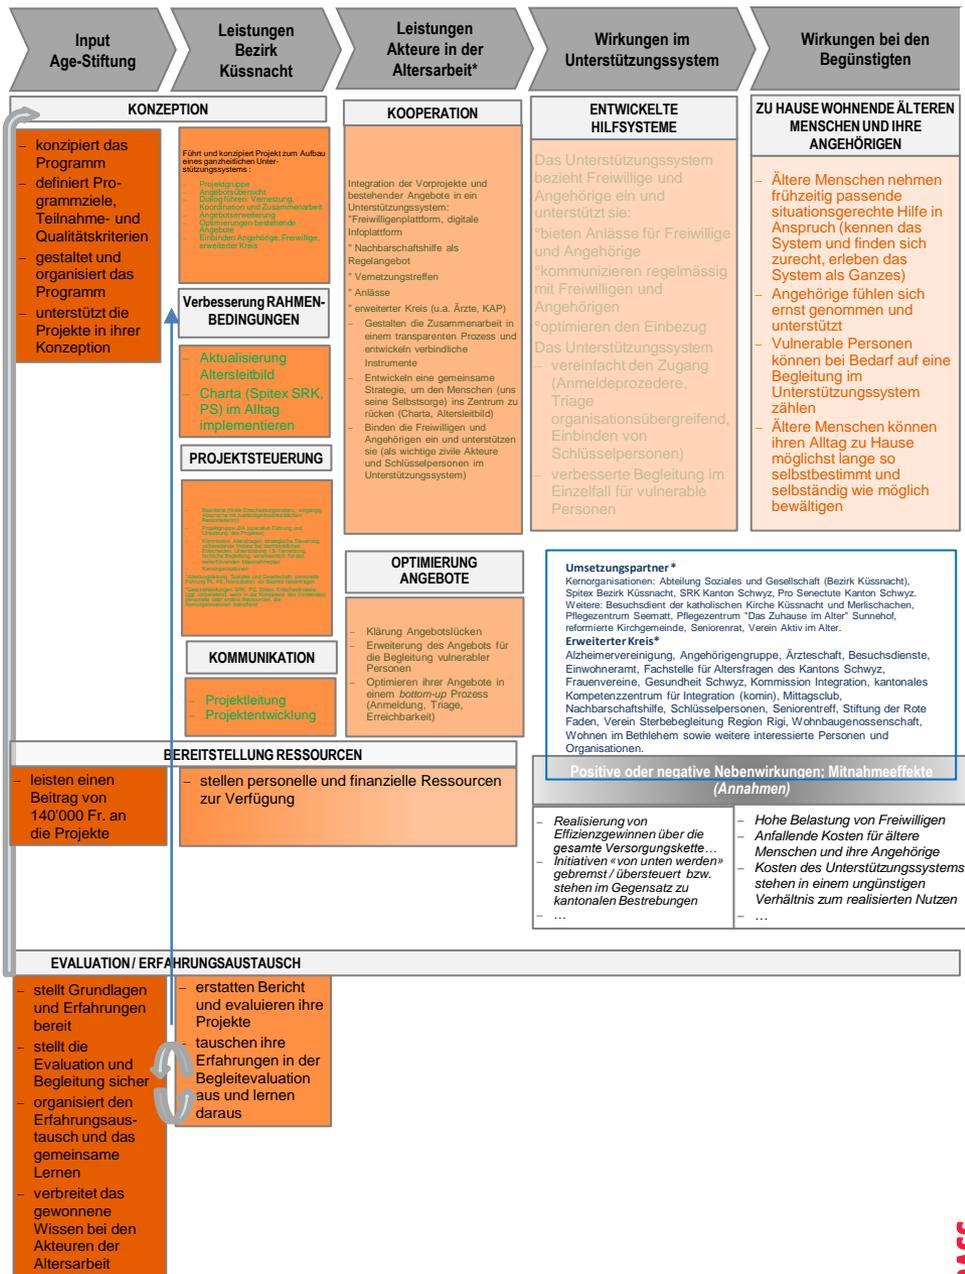 Input
Age-Stiftung
Leistungen
Bezirk
Küssnacht
Leistungen
Akteure in der
Altersarbeit*
Wirkungen im
Unterstützungssystem
Wirkungen bei den
Begünstigten
KONZEPTION
– konzipiert das
Programm
– definiert Pro-
grammziele,
Teilnahme- und
Qualitätskriterien
– gestaltet und
organisiert das
Programm
– unterstützt die
Projekte in ihrer
Konzeption
Führt und konzipiert Projekt zum Aufbau
eines ganzheitlichen Unter-
stützungssystems :
– Projektgruppe
– Angebotsübersicht
– Dialog führen: Vernetzung,
Koordination und Zusammenarbeit
– Angebotserweiterung
– Optimierungen bestehende
Angebote
– Einbinden Angehörige, Freiwillige,
erweiterter Kreis
Verbesserung RAHMEN-
BEDINGUNGEN
– Aktualisierung
Altersleitbild
– Charta (Spitex SRK,
PS) im Alltag
implementieren
PROJEKTSTEUERUNG
KOMMUNIKATION
– Projektleitung
– Projektentwicklung
KOOPERATION
Integration der Vorprojekte und
bestehender Angebote in ein
Unterstützungssystem:
°Freiwilligenplattform, digitale
Infoplattform
° Nachbarschaftshilfe als
Regelangebot
° Vernetzungstreffen
° Anlässe
° erweiterter Kreis (u.a. Ärzte, KAP)
– Gestalten die Zusammenarbeit in
einem transparenten Prozess und
entwickeln verbindliche
Instrumente
– Entwickeln eine gemeinsame
Strategie, um den Menschen (uns
seine Selbstsorge) ins Zentrum zu
rücken (Charta, Altersleitbild)
– Binden die Freiwilligen und
Angehörigen ein und unterstützen
sie (als wichtige zivile Akteure
und Schlüsselpersonen im
Unterstützungssystem)
OPTIMIERUNG
ANGEBOTE
– Klärung Angebotslücken
– Erweiterung des Angebots für
die Begleitung vulnerabler
Personen
– Optimieren ihrer Angebote in
einem bottom-up Prozess
(Anmeldung, Triage,
Erreichbarkeit)
ENTWICKELTE
HILFSYSTEME
Das Unterstützungssystem
bezieht Freiwillige und
Angehörige ein und
unterstützt sie:
°bieten Anlässe für Freiwillige
und Angehörige
°kommunizieren regelmässig
mit Freiwilligen und
Angehörigen
°optimieren den Einbezug
Das Unterstützungssystem
– vereinfacht den Zugang
(Anmeldeprozedere,
Triage
organisationsübergreifend,
Einbinden von
Schlüsselpersonen)
– verbesserte Begleitung im
Einzelfall für vulnerable
Personen
ZU HAUSE WOHNENDE ÄLTEREN
MENSCHEN UND IHRE
ANGEHÖRIGEN
– Ältere Menschen nehmen
frühzeitig passende
situationsgerechte Hilfe in
Anspruch (kennen das
System und finden sich
zurecht, erleben das
System als Ganzes)
– Angehörige fühlen sich
ernst genommen und
unterstützt
– Vulnerable Personen
können bei Bedarf auf eine
Begleitung im
Unterstützungssystem
zählen
– Ältere Menschen können
ihren Alltag zu Hause
möglichst lange so
selbstbestimmt und
selbständig wie möglich
bewältigen
Umsetzungspartner *
Kernorganisationen: Abteilung Soziales und Gesellschaft (Bezirk Küssnacht),
Spitex Bezirk Küssnacht, SRK Kanton Schwyz, Pro Senectute Kanton Schwyz.
Weitere: Besuchsdienst der katholischen Kirche Küssnacht und Merlischachen,
Pflegezentrum Seematt, Pflegezentrum "Das Zuhause im Alter" Sunnehof,
reformierte Kirchgemeinde, Seniorenrat, Verein Aktiv im Alter.
Erweiterter Kreis*
Alzheimervereinigung, Angehörigengruppe, Ärzteschaft, Besuchsdienste,
Einwohneramt, Fachstelle für Altersfragen des Kantons Schwyz,
Frauenvereine, Gesundheit Schwyz, Kommission Integration, kantonales
Kompetenzzentrum für Integration (komin), Mittagsclub,
Nachbarschaftshilfe, Schlüsselpersonen, Seniorentreff, Stiftung der Rote
Faden, Verein Sterbebegleitung Region Rigi, Wohnbaugenossenschaft,
Wohnen im Bethlehem sowie weitere interessierte Personen und
Organisationen.
BEREITSTELLUNG RESSOURCEN
– leisten einen
Beitrag von
140'000 Fr. an
die Projekte
– stellen personelle und finanzielle Ressourcen
zur Verfügung
Positive oder negative Nebenwirkungen; Mitnahmeeffekte
(Annahmen)
– Realisierung von
Effizienzgewinnen über die
gesamte Versorgungskette…
– Initiativen «von unten werden»
gebremst / übersteuert bzw.
stehen im Gegensatz zu
kantonalen Bestrebungen
– …
– Hohe Belastung von Freiwilligen
– Anfallende Kosten für ältere
Menschen und ihre Angehörige
– Kosten des Unterstützungssystems
stehen in einem ungünstigen
Verhältnis zum realisierten Nutzen
– …
EVALUATION / ERFAHRUNGSAUSTAUSCH
– stellt Grundlagen
und Erfahrungen
bereit
– stellt die
Evaluation und
Begleitung sicher
– organisiert den
Erfahrungsaus-
tausch und das
gemeinsame
Lernen
– verbreitet das
gewonnene
Wissen bei den
Akteuren der
Altersarbeit
– erstatten Bericht
und evaluieren ihre
Projekte
– tauschen ihre
Erfahrungen in der
Begleitevaluation
aus und lernen
daraus